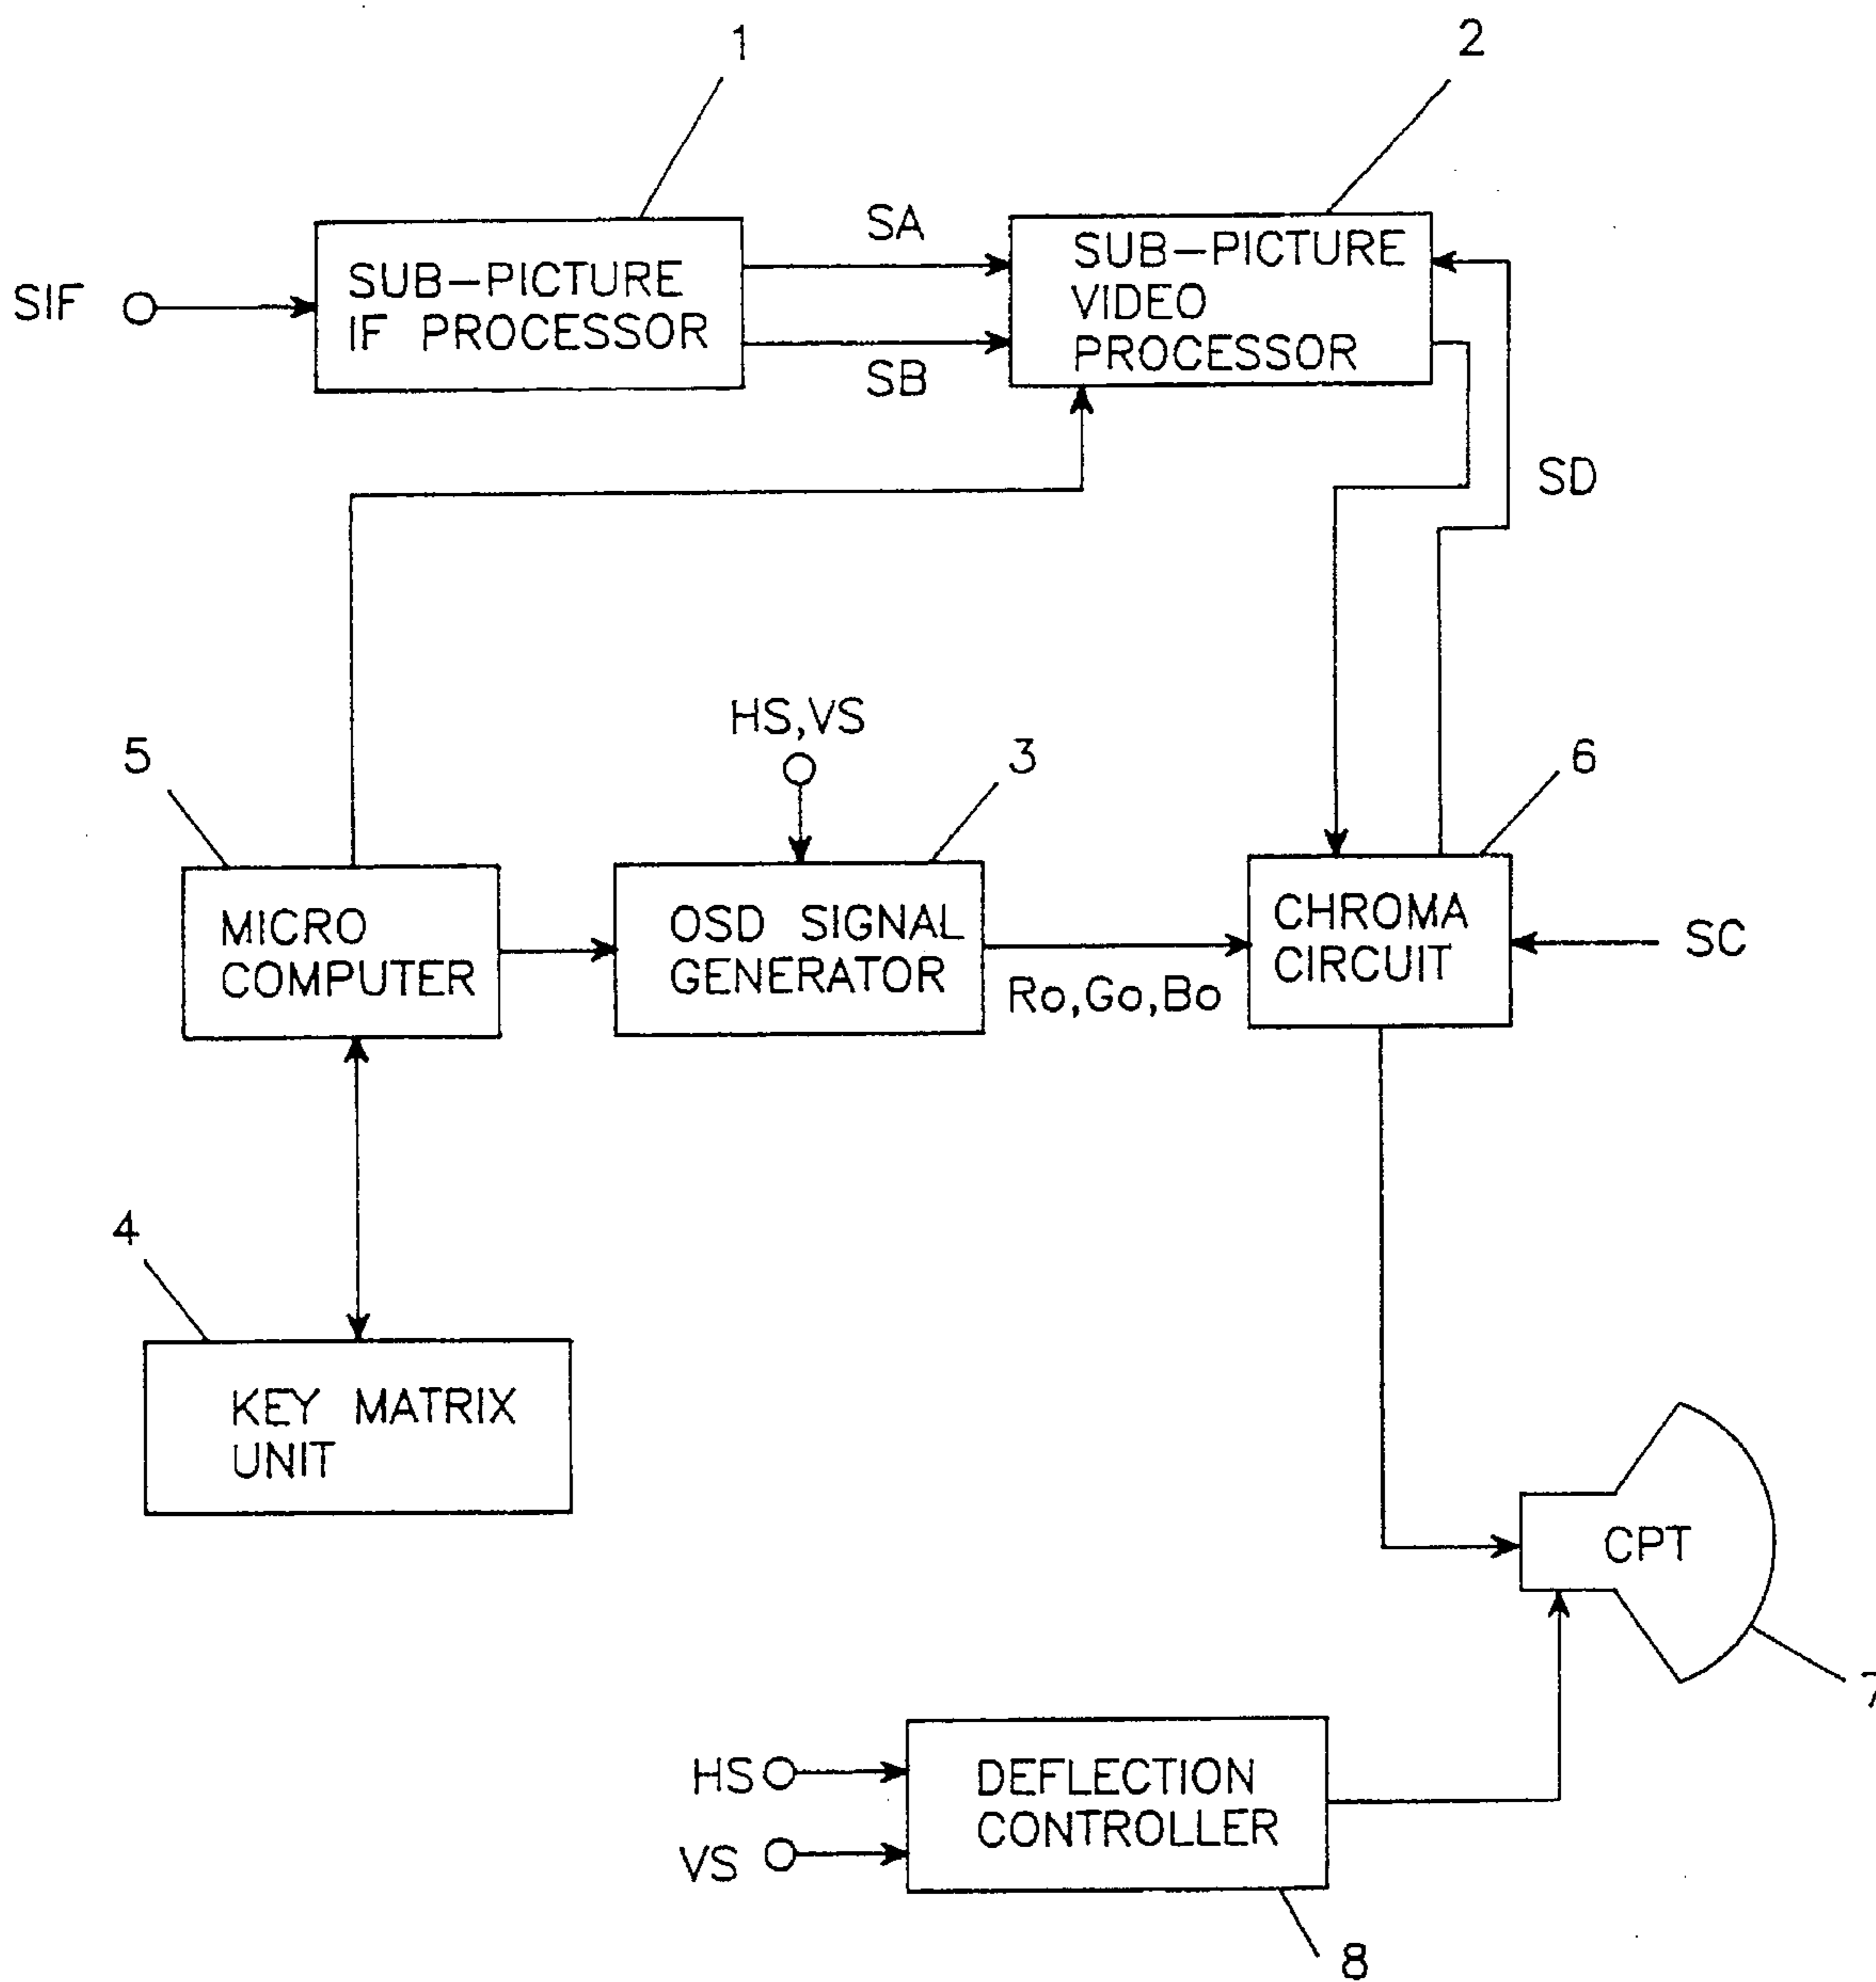 1
2
SUB-PICTURE
IF PROCESSOR
SIF
SA
SB
SUB-PICTURE
VIDEO
PROCESSOR
SD
HS,VS
5
3
6
MICRO
COMPUTER
OSD SIGNAL
GENERATOR
Ro,Go,Bo
CHROMA
CIRCUIT
SC
4
KEY MATRIX
UNIT
CPT
7
HS
VS
DEFLECTION
CONTROLLER
8